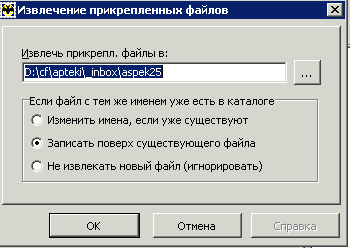 Извлечение прикрепленных файлов
Извлечь прикрепл. файлы в:
D:\cf\apteki\_inbox\aspek25
...
Если файл с тем же именем уже есть в каталоге
Изменить имена, если уже существуют
Записать поверх существующего файла
Не извлекать новый файл (игнорировать)
OK Отмена Справка